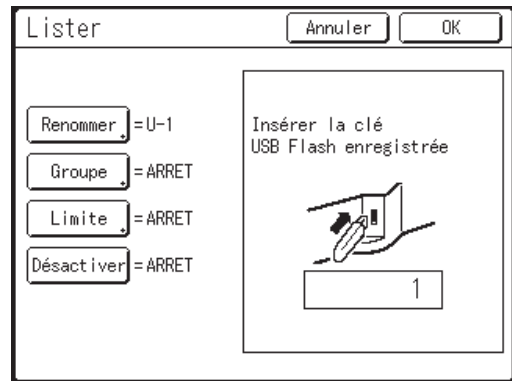 Lister
Annuler
OK
Renommer =U-1
Groupe =ARRET
Limite =ARRET
Désactiver =ARRET
Insérer la clé
USB Flash enregistrée
1